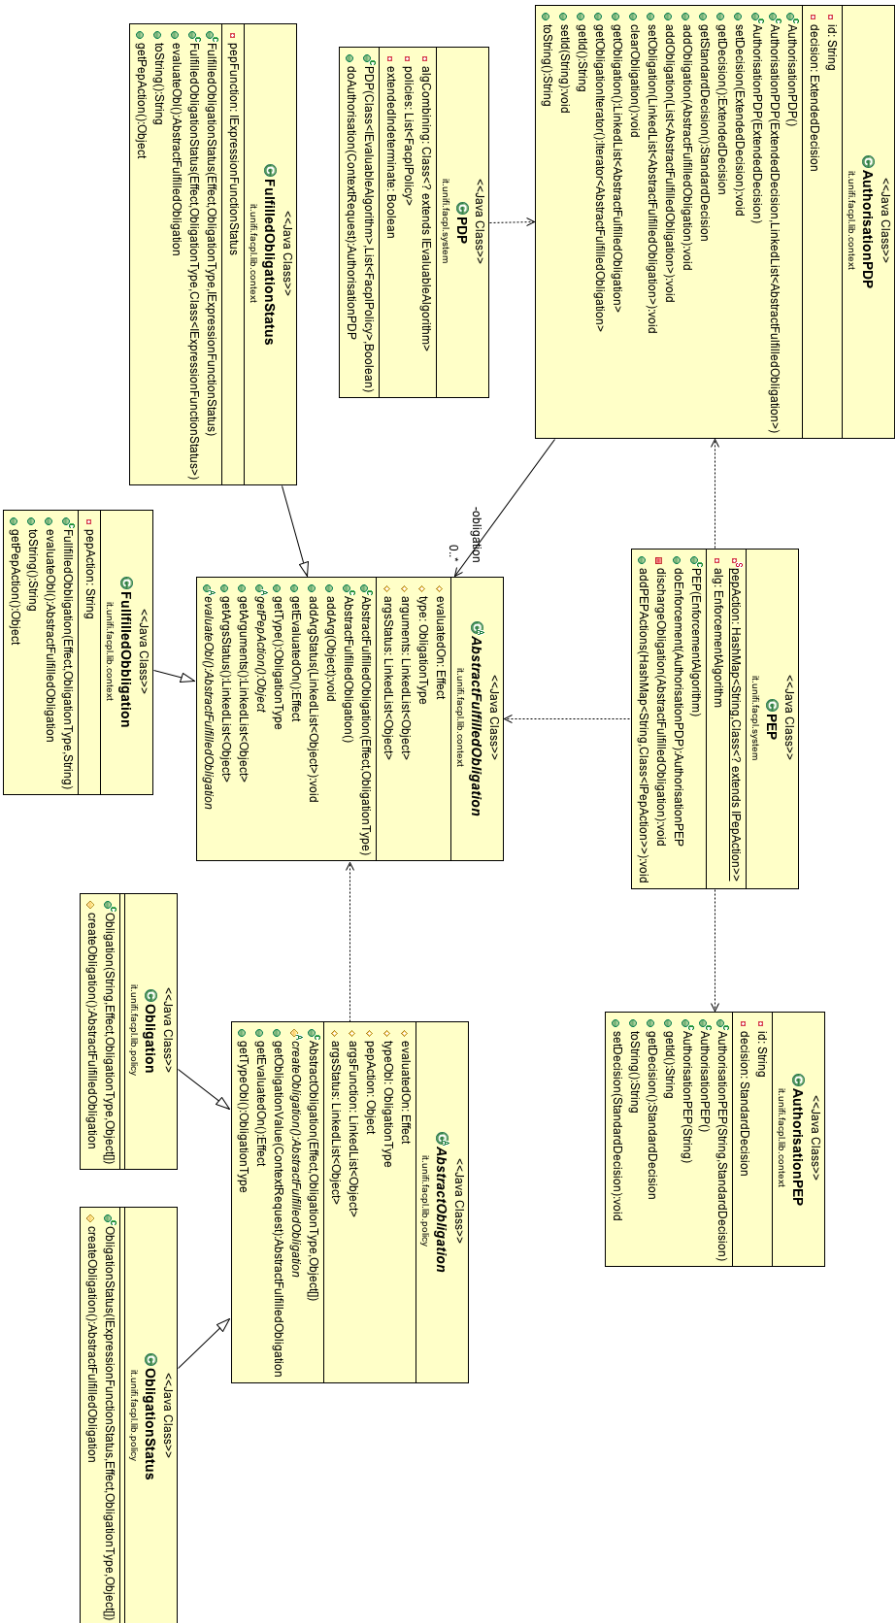 <<Java Class>>
AuthorisationPDP
it.unifi.facpl.lib.context
id: String
decision: ExtendedDecision
AuthorisationPDP()
AuthorisationPDP(ExtendedDecision,LinkedList<AbstractFulfilledObligation>)
AuthorisationPDP(ExtendedDecision)
setDecision(ExtendedDecision):void
getDecision():ExtendedDecision
getStandardDecision():StandardDecision
addObligation(AbstractFulfilledObligation):void
addObligation(List<AbstractFulfilledObligation>):void
setObligation(LinkedList<AbstractFulfilledObligation>):void
clearObligation():void
getObligation():LinkedList<AbstractFulfilledObligation>
getObligationIterator():Iterator<AbstractFulfilledObligation>
getId():String
setId(String):void
toString():String
<<Java Class>>
PEP
it.unifi.facpl.system
pepAction: HashMap<String,Class<? extends IPepAction>>
alg: EnforcementAlgorithm
PEP(EnforcementAlgorithm)
doEnforcement(AuthorisationPDP):AuthorisationPEP
dischargeObligation(AbstractFulfilledObligation):void
addPEPActions(HashMap<String,Class<IPepAction>>):void
<<Java Class>>
AuthorisationPEP
it.unifi.facpl.lib.context
id: String
decision: StandardDecision
AuthorisationPEP(String,StandardDecision)
AuthorisationPEP()
AuthorisationPEP(String)
getId():String
getDecision():StandardDecision
toString():String
setDecision(StandardDecision):void
<<Java Class>>
PDP
it.unifi.facpl.system
algCombining: Class<? extends IEvaluableAlgorithm>
policies: List<FacplPolicy>
extendedIndeterminate: Boolean
PDP(Class<IEvaluableAlgorithm>,List<FacplPolicy>,Boolean)
doAuthorisation(ContextRequest):AuthorisationPDP
-obligation
0..*
<<Java Class>>
AbstractFulfilledObligation
it.unifi.facpl.lib.context
evaluatedOn: Effect
type: ObligationType
arguments: LinkedList<Object>
argsStatus: LinkedList<Object>
AbstractFulfilledObligation(Effect,ObligationType)
AbstractFulfilledObligation()
addArg(Object):void
addArgStatus(LinkedList<Object>):void
getEvaluatedOn():Effect
getType():ObligationType
getPepAction():Object
getArguments():LinkedList<Object>
getArgsStatus():LinkedList<Object>
evaluateObl():AbstractFulfilledObligation
<<Java Class>>
AbstractObligation
it.unifi.facpl.lib.policy
evaluatedOn: Effect
typeObl: ObligationType
pepAction: Object
argsFunction: LinkedList<Object>
argsStatus: LinkedList<Object>
AbstractObligation(Effect,ObligationType,Object[])
createObligation():AbstractFulfilledObligation
getObligationValue(ContextRequest):AbstractFulfilledObligation
getEvaluatedOn():Effect
getTypeObl():ObligationType
<<Java Class>>
FulfilledObligationStatus
it.unifi.facpl.lib.context
pepFunction: IExpressionFunctionStatus
FulfilledObligationStatus(Effect,ObligationType,IExpressionFunctionStatus)
FulfilledObligationStatus(Effect,ObligationType,Class<IExpressionFunctionStatus>)
evaluateObl():AbstractFulfilledObligation
toString():String
getPepAction():Object
<<Java Class>>
FullfilledObbligation
it.unifi.facpl.lib.context
pepAction: String
FullfilledObbligation(Effect,ObligationType,String)
evaluateObl():AbstractFulfilledObligation
toString():String
getPepAction():Object
<<Java Class>>
Obligation
it.unifi.facpl.lib.policy
Obligation(String,Effect,ObligationType,Object[])
createObligation():AbstractFulfilledObligation
<<Java Class>>
ObligationStatus
it.unifi.facpl.lib.policy
ObligationStatus(IExpressionFunctionStatus,Effect,ObligationType,Object[])
createObligation():AbstractFulfilledObligation